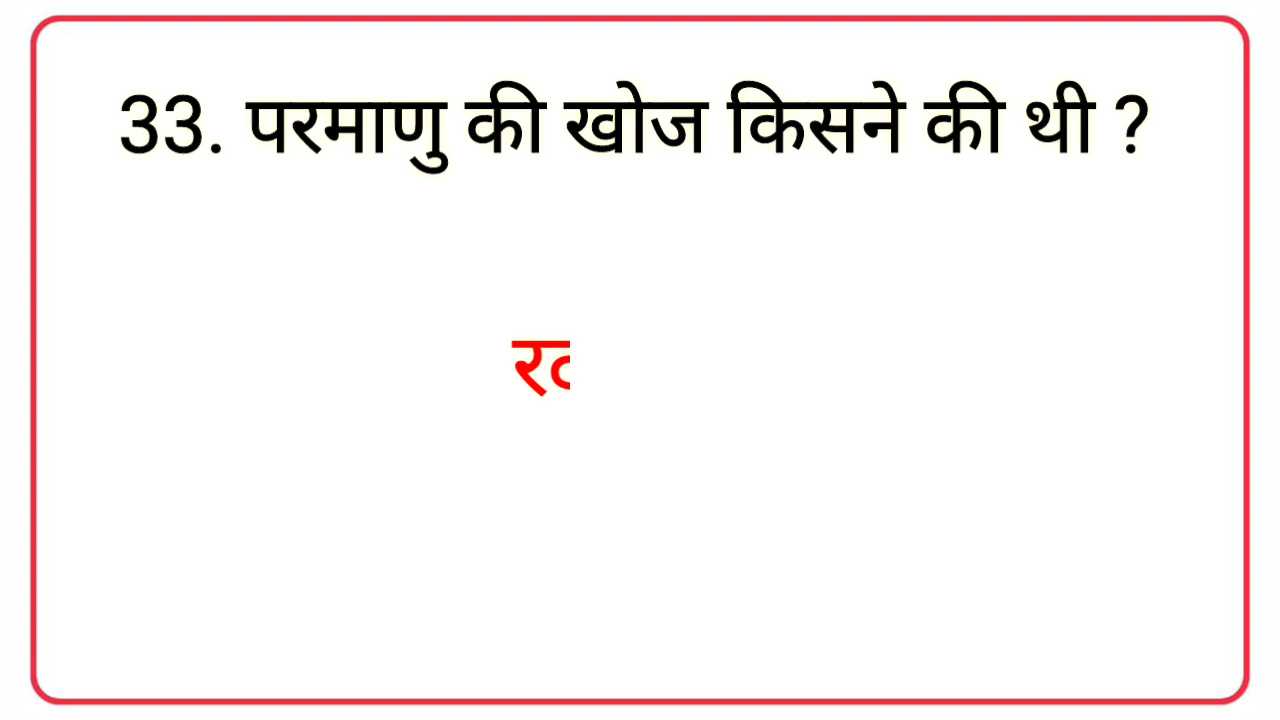 33. परमाणु की खोज किसने की थी ?